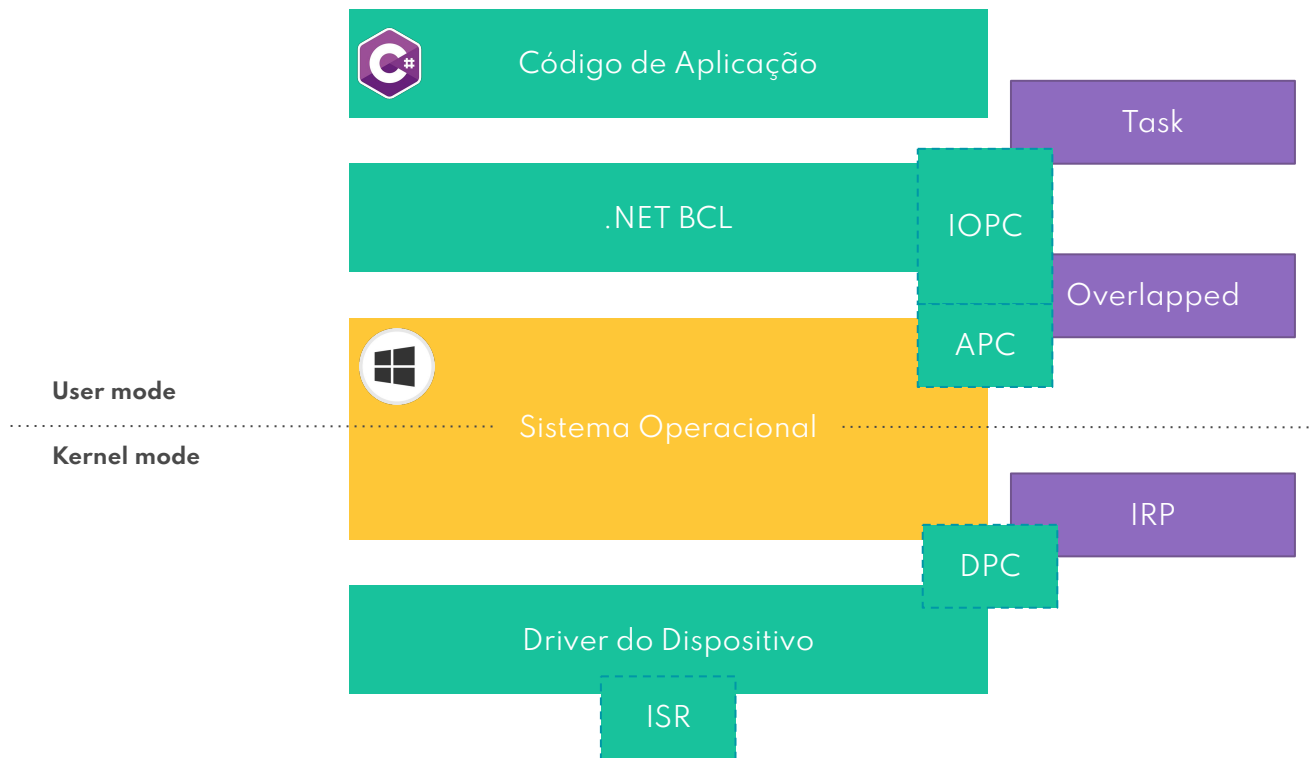 C#
Código de Aplicação
Task
.NET BCL
IOPC
Overlapped
APC
User mode
Sistema Operacional
Kernel mode
IRP
DPC
Driver do Dispositivo
ISR